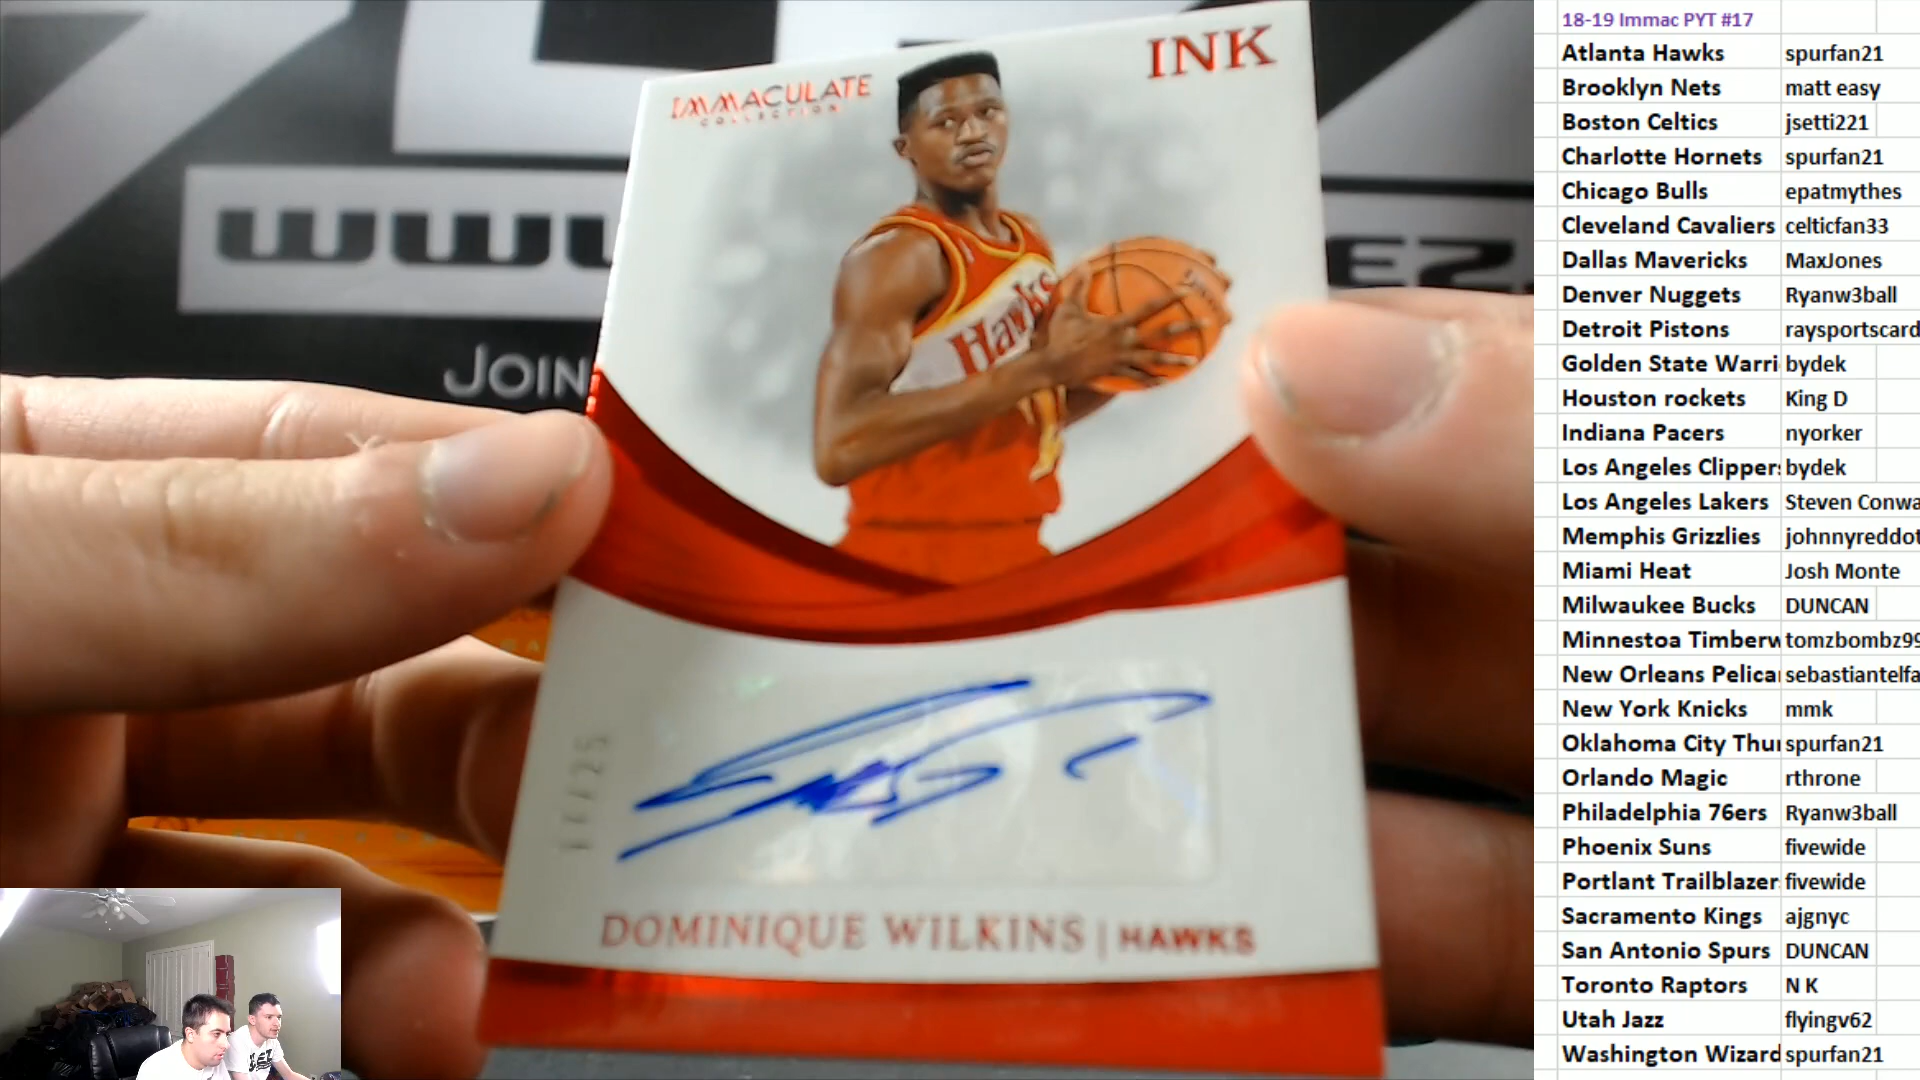 IMMACULATE
COLLECTION
INK
JOIN
Hawks
DOMINIQUE WILKINS | HAWKS
18-19 Immac PYT #17
Atlanta Hawks spurfan21
Brooklyn Nets matt easy
Boston Celtics jsetti221
Charlotte Hornets spurfan21
Chicago Bulls epatmythes
Cleveland Cavaliers celticfan33
Dallas Mavericks MaxJones
Denver Nuggets Ryanw3ball
Detroit Pistons raysportscard
Golden State Warri bydek
Houston rockets King D
Indiana Pacers nyorker
Los Angeles Clippers bydek
Los Angeles Lakers Steven Conwa
Memphis Grizzlies johnnyreddot
Miami Heat Josh Monte
Milwaukee Bucks DUNCAN
Minnestoa Timberw tomzbombz99
New Orleans Pelica sebastiantelfa
New York Knicks mmk
Oklahoma City Thu spurfan21
Orlando Magic rthrone
Philadelphia 76ers Ryanw3ball
Phoenix Suns fivewide
Portlant Trailblazer fivewide
Sacramento Kings ajgnyc
San Antonio Spurs DUNCAN
Toronto Raptors N K
Utah Jazz flyingv62
Washington Wizard spurfan21